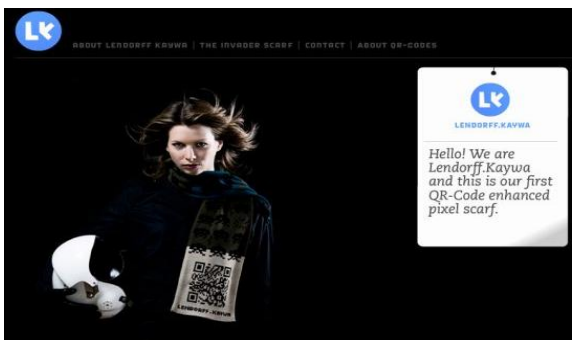 LK
ABOUT LENDORFF KAYWA | THE INVADER SCARF | CONTACT | ABOUT QR-CODES
LK
LENDORFF.KAYWA
Hello! We are
Lendorff.Kaywa
and this is our first
QR-Code enhanced
pixel scarf.
LENDORFF.KAYWA